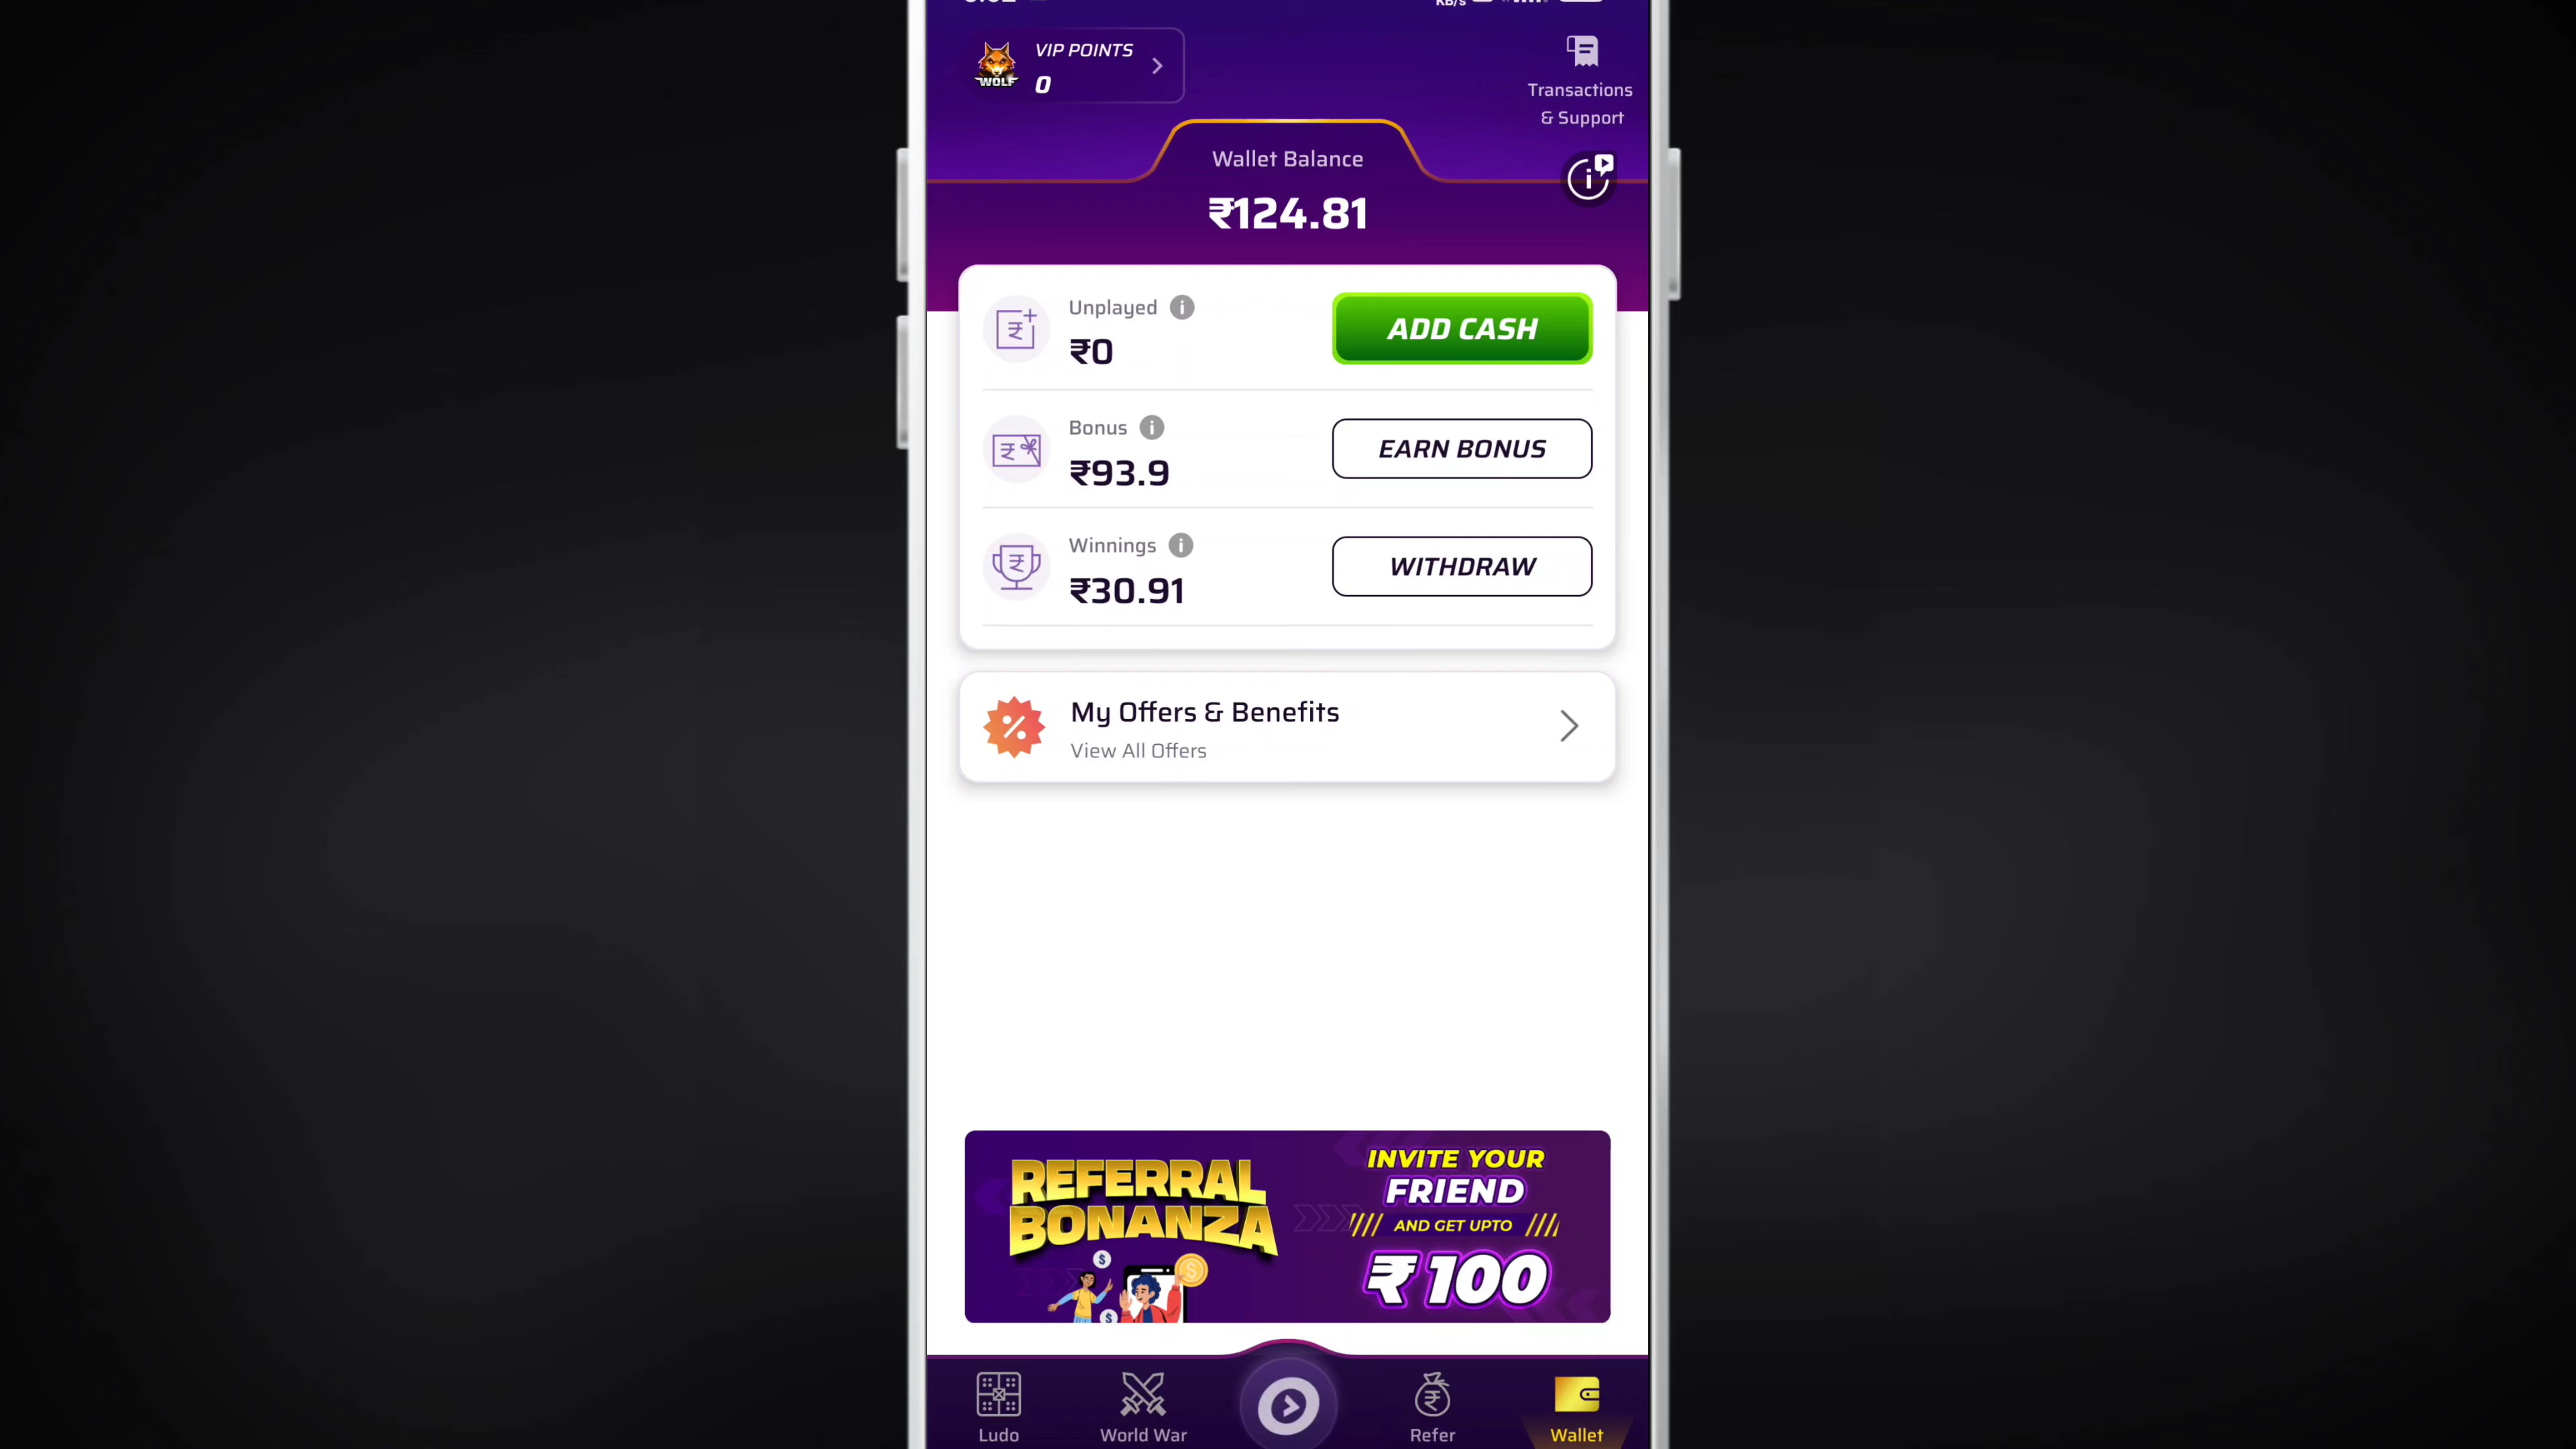 VIP POINTS
0
WOLF
Transactions
& Support
Wallet Balance
₹124.81
Unplayed
₹0
ADD CASH
Bonus
₹93.9
EARN BONUS
Winnings
₹30.91
WITHDRAW
My Offers & Benefits
View All Offers
REFERRAL
BONANZA
INVITE YOUR
FRIEND
AND GET UPTO
₹100
Ludo
World War
Refer
Wallet